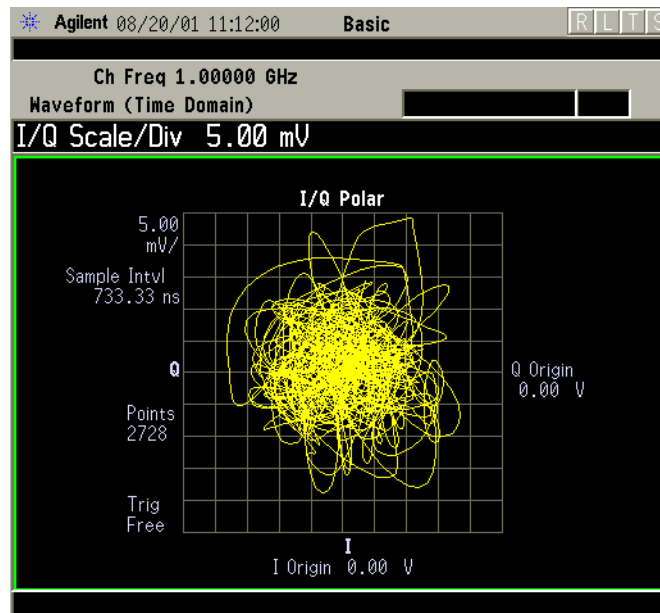 Agilent 08/20/01 11:12:00 Basic R L T S
Ch Freq 1.00000 GHz
Waveform (Time Domain)
I/Q Scale/Div 5.00 mV
I/Q Polar
5.00
mV/
Sample Intvl
733.33 ns
Q
Q Origin
0.00 V
Points
2728
Trig
Free
I
I Origin 0.00 V